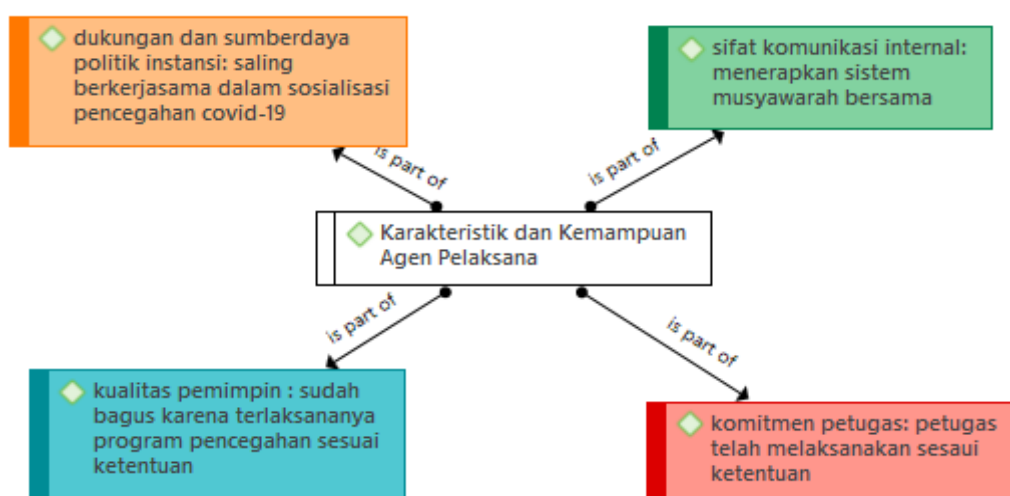 dukungan dan sumberdaya
politik instansi: saling
berkerjasama dalam sosialisasi
pencegahan covid-19
sifat komunikasi internal:
menerapkan sistem
musyawarah bersama
is part of
is part of
Karakteristik dan Kemampuan
Agen Pelaksana
is part of
is part of
kualitas pemimpin : sudah
bagus karena terlaksananya
program pencegahan sesuai
ketentuan
komitmen petugas: petugas
telah melaksanakan sesaui
ketentuan